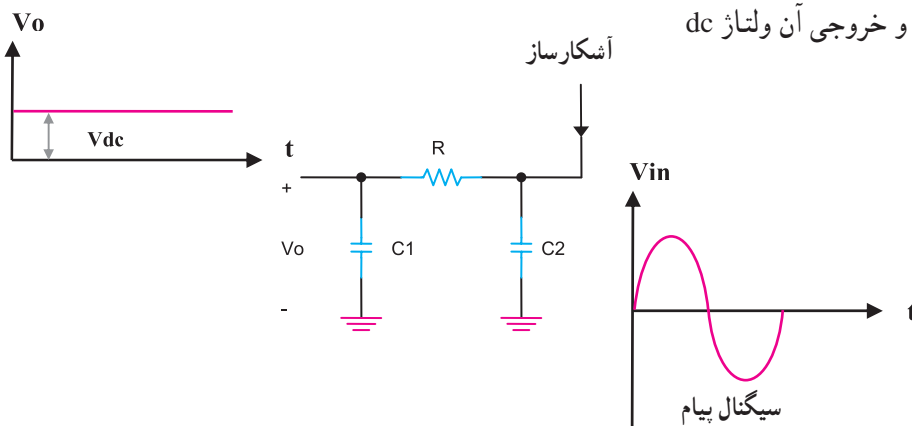 و خروجی آن ولتاژ dc
Vo
آشکارساز
Vdc
t
R
Vin
+
Vo
C1
C2
-
t
سیگنال پیام